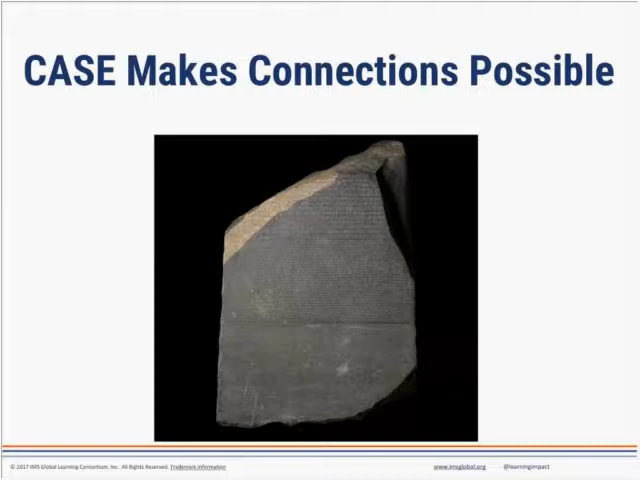 CASE Makes Connections Possible
© 2017 IMS Global Learning Consortium, Inc. All Rights Reserved. Trademark Information
www.imsglobal.org @learningimpact